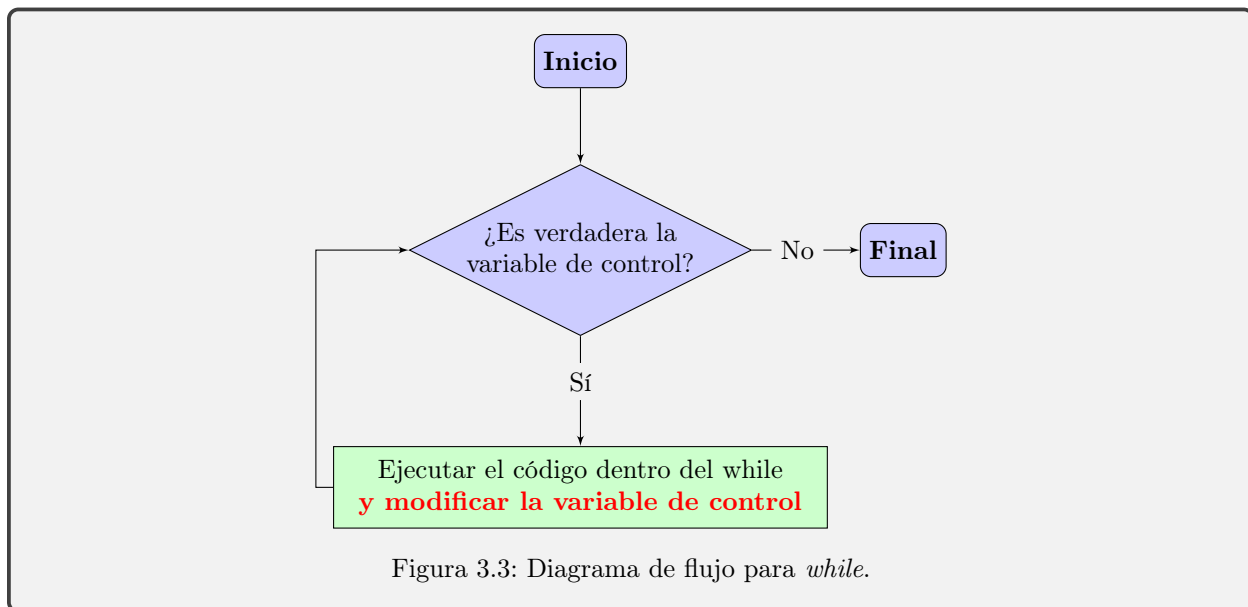 Inicio
¿Es verdadera la
variable de control?
No
Final
Sí
Ejecutar el código dentro del while
y modificar la variable de control
Figura 3.3: Diagrama de flujo para while.